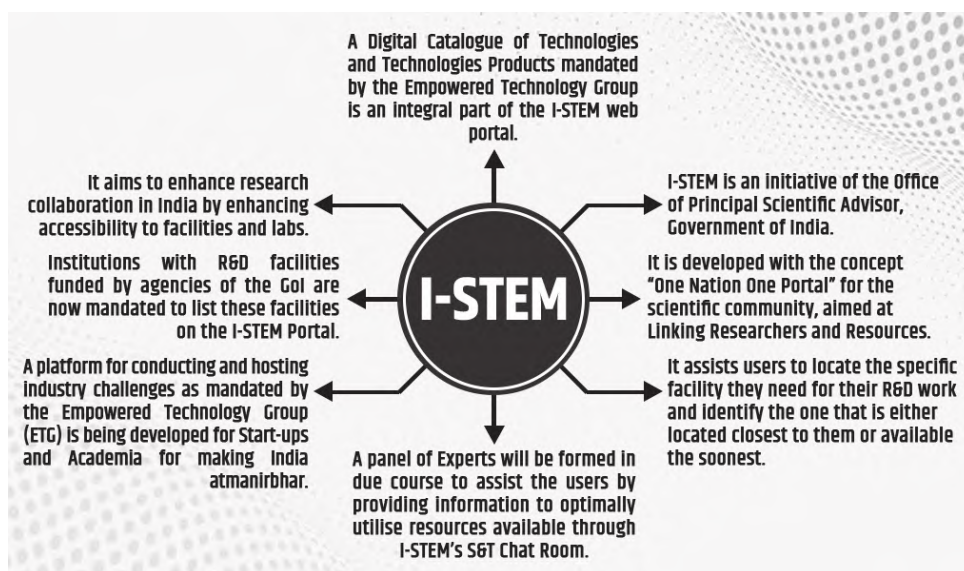 A Digital Catalogue of Technologies
and Technologies Products mandated
by the Empowered Technology Group
is an integral part of the I-STEM web
portal.
It aims to enhance research
collaboration in India by enhancing
accessibility to facilities and labs.
I-STEM is an initiative of the Office
of Principal Scientific Advisor,
Government of India.
Institutions with R&D facilities
funded by agencies of the GoI are
now mandated to list these facilities
on the I-STEM Portal.
I-STEM
It is developed with the concept
“One Nation One Portal” for the
scientific community, aimed at
Linking Researchers and Resources.
A platform for conducting and hosting
industry challenges as mandated by
the Empowered Technology Group
(ETG) is being developed for Start-ups
and Academia for making India
atmanirbhar.
It assists users to locate the specific
facility they need for their R&D work
and identify the one that is either
located closest to them or available
the soonest.
A panel of Experts will be formed in
due course to assist the users by
providing information to optimally
utilise resources available through
I-STEM’s S&T Chat Room.